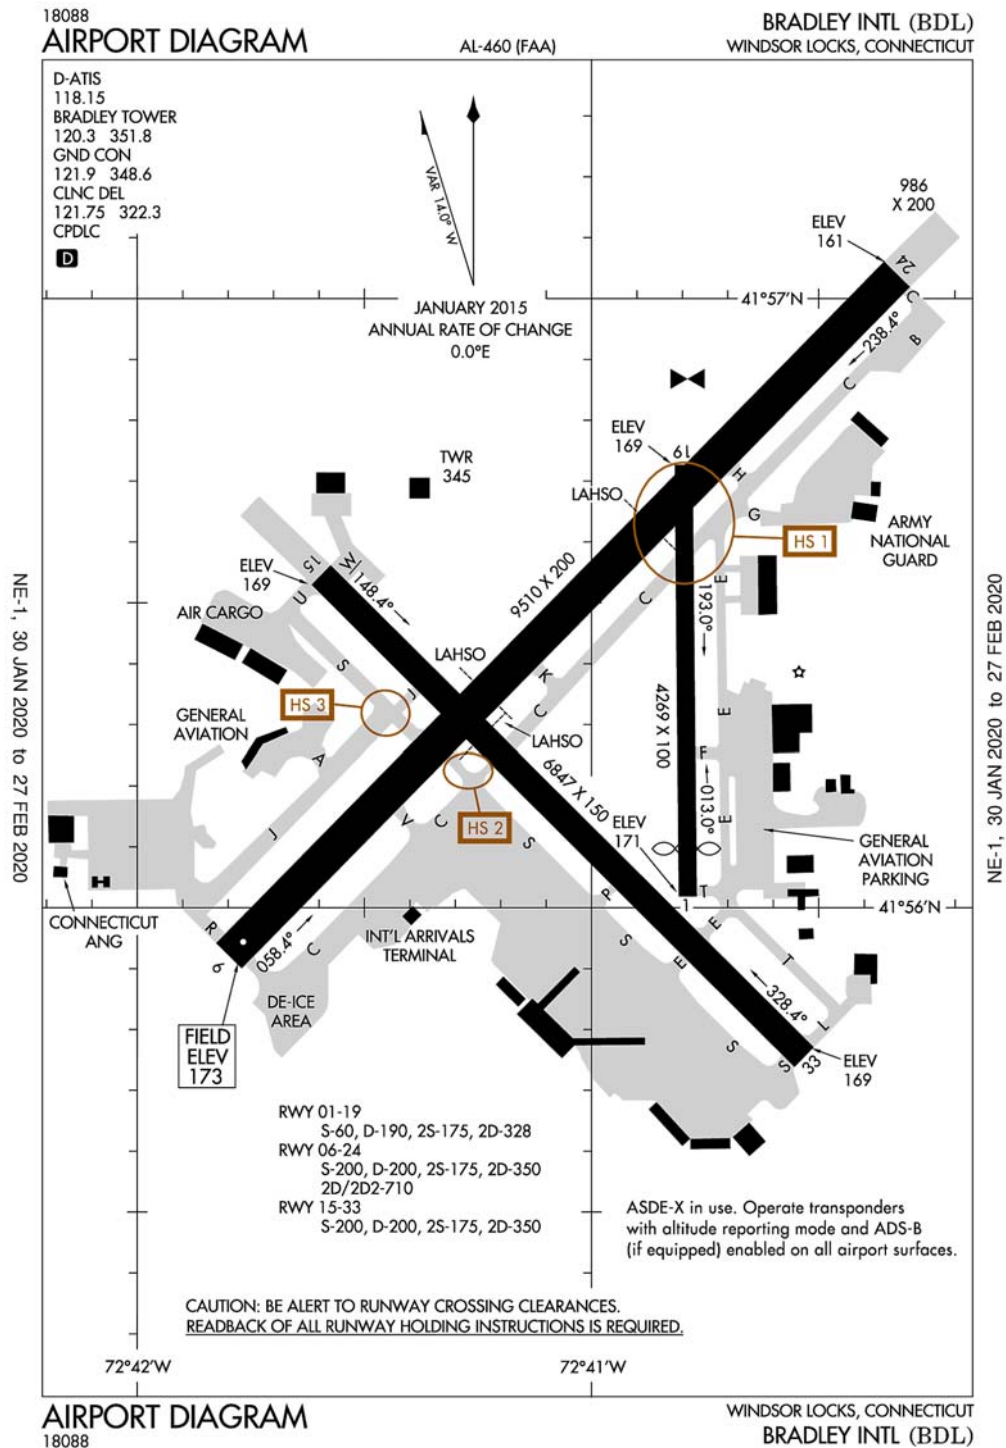 18088
AIRPORT DIAGRAM
AL-460 (FAA)
BRADLEY INTL (BDL)
WINDSOR LOCKS, CONNECTICUT
D-ATIS
118.15
BRADLEY TOWER
120.3 351.8
GND CON
121.9 348.6
CLNC DEL
121.75 322.3
CPDLC
D
VAR 14.0° W
JANUARY 2015
ANNUAL RATE OF CHANGE
0.0°E
986
X 200
ELEV
161
24
41°57'N
C
B
238.4°
C
ELEV
169
19
TWR
345
LAHSO
H
G
HS 1
ARMY
NATIONAL
GUARD
15
W
ELEV
169
148.4°
U
9510 X 200
C
E
193.0°
AIR CARGO
S
LAHSO
K
J
HS 3
C
E
GENERAL
AVIATION
A
LAHSO
4269 X 100
F
6847 X 150
013.0°
J
V
C
HS 2
S
ELEV
171
E
GENERAL
AVIATION
PARKING
CONNECTICUT
ANG
R
P
1
T
E
41°56'N
6
058.4°
C
INT'L ARRIVALS
TERMINAL
S
E
T
DE-ICE
AREA
328.4°
L
FIELD
ELEV
173
S
S
33
ELEV
169
RWY 01-19
S-60, D-190, 2S-175, 2D-328
RWY 06-24
S-200, D-200, 2S-175, 2D-350
2D/2D2-710
RWY 15-33
S-200, D-200, 2S-175, 2D-350
ASDE-X in use. Operate transponders
with altitude reporting mode and ADS-B
(if equipped) enabled on all airport surfaces.
CAUTION: BE ALERT TO RUNWAY CROSSING CLEARANCES.
READBACK OF ALL RUNWAY HOLDING INSTRUCTIONS IS REQUIRED.
72°42'W
72°41'W
NE-1, 30 JAN 2020 to 27 FEB 2020
NE-1, 30 JAN 2020 to 27 FEB 2020
AIRPORT DIAGRAM
18088
WINDSOR LOCKS, CONNECTICUT
BRADLEY INTL (BDL)